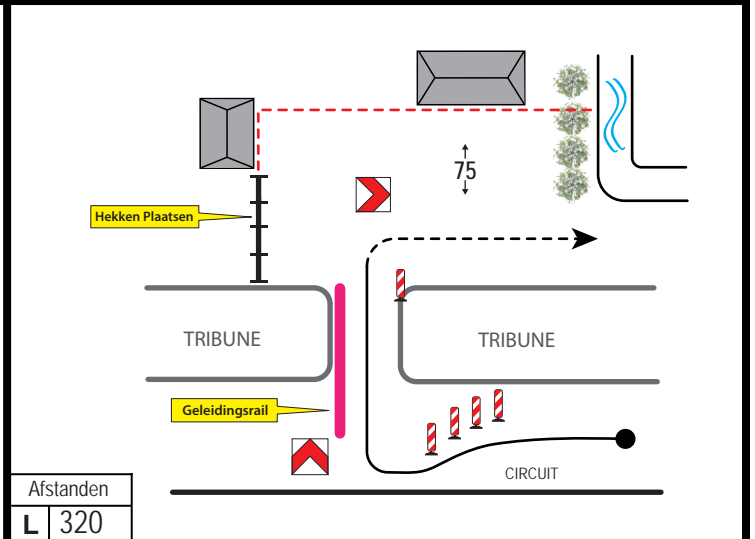 75
Hekken Plaatsen
TRIBUNE
TRIBUNE
Geleidingsrail
CIRCUIT
Afstanden
L 320